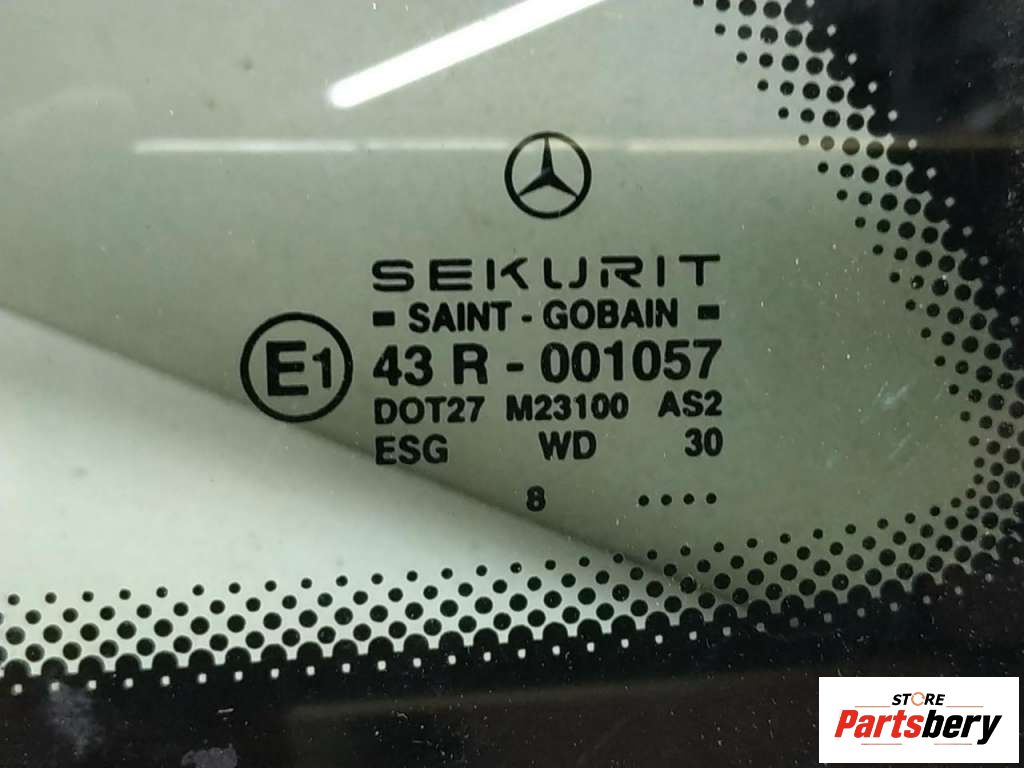 SEKURIT
SAINT - GOBAIN
E1 43 R - 001057
DOT27 M23100 AS2
ESG WD 30
8 ....
STORE
Partsbery